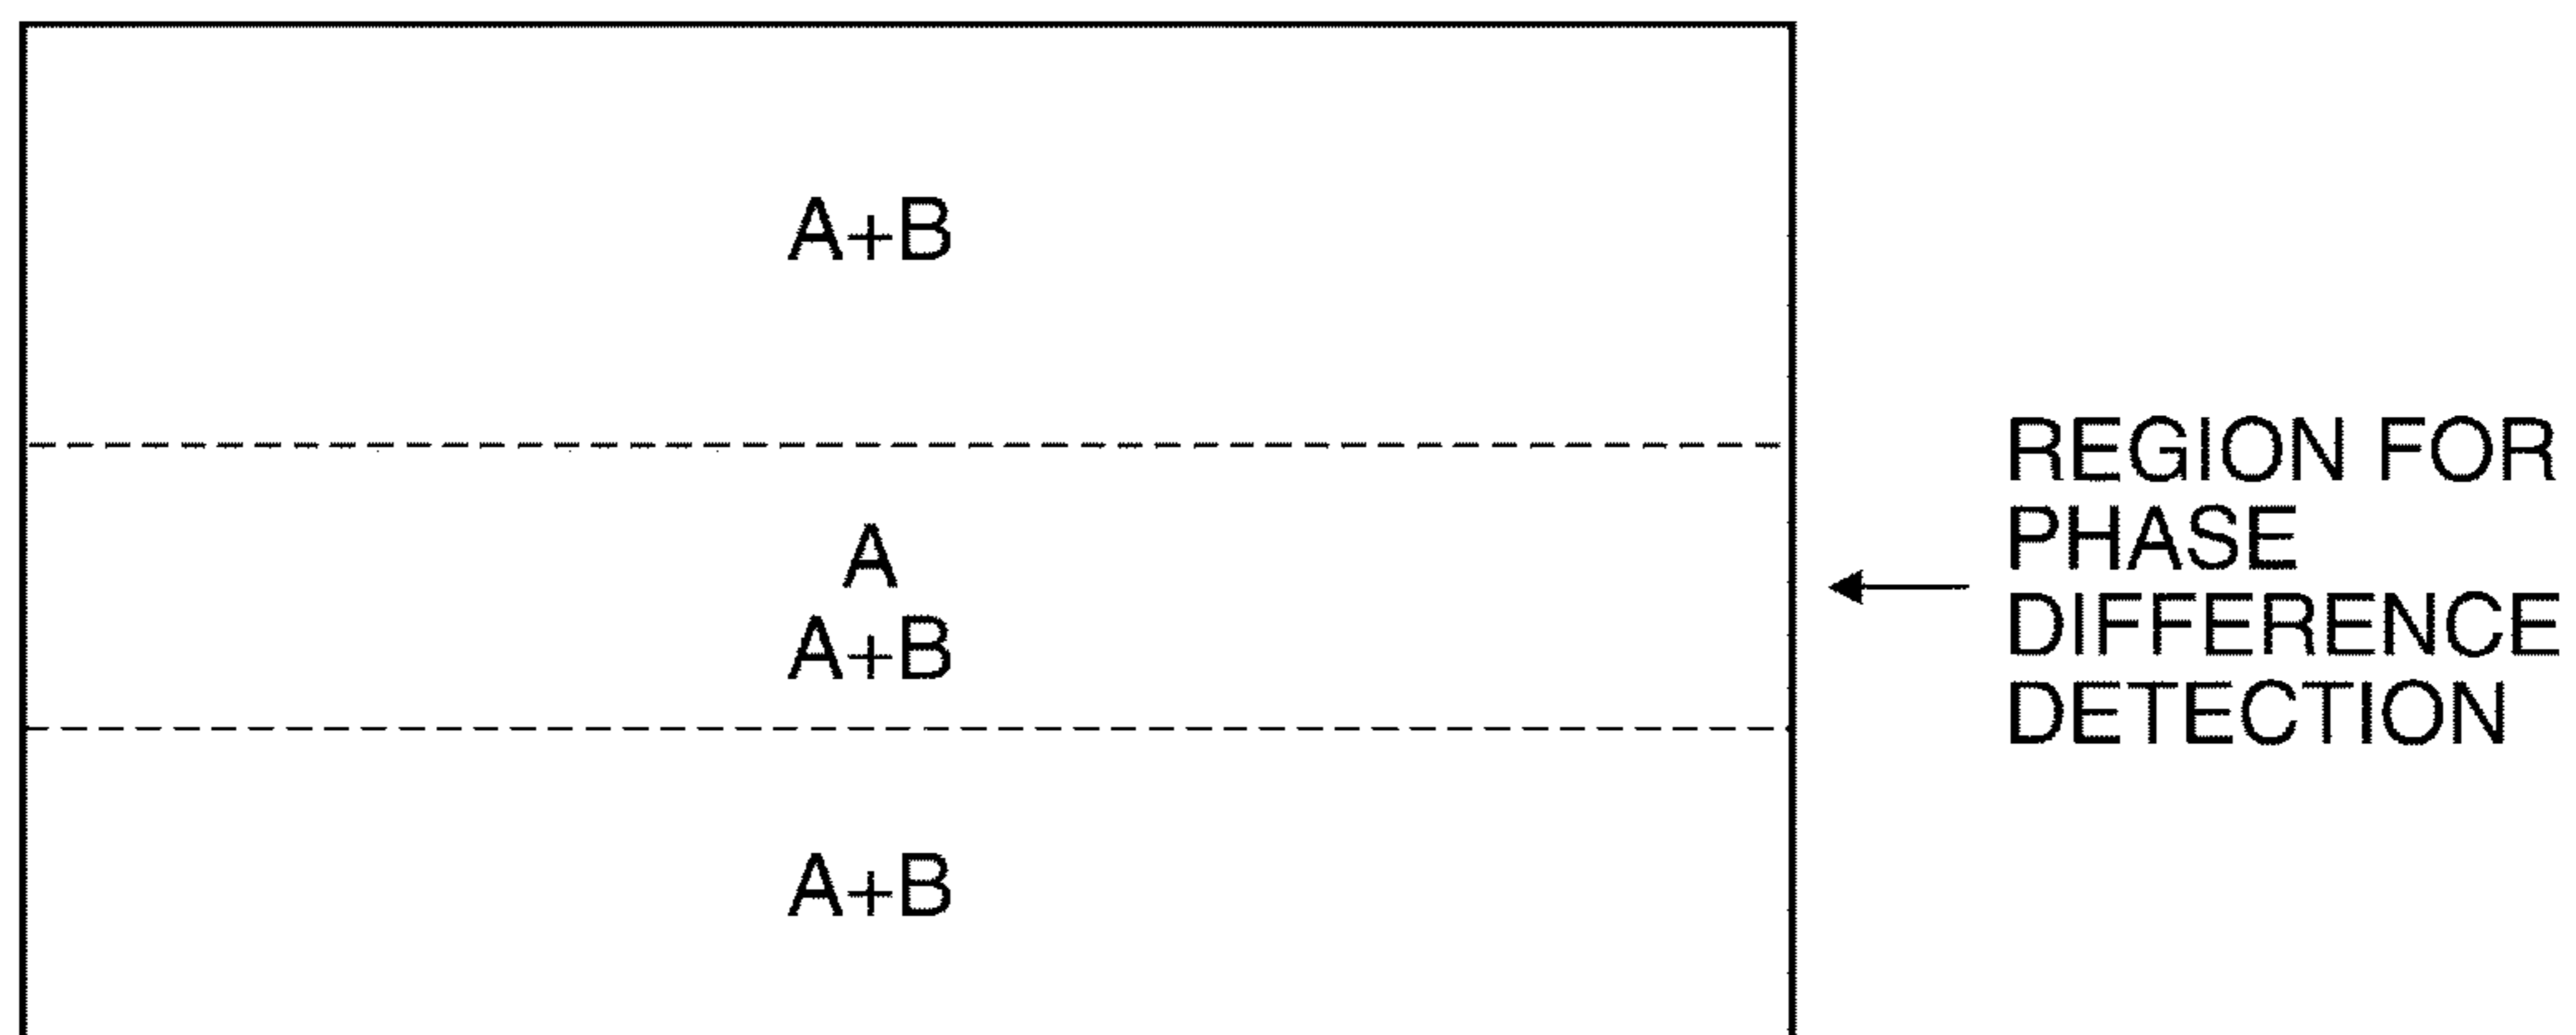 A+B
A
A+B
A+B
REGION FOR
PHASE
DIFFERENCE
DETECTION